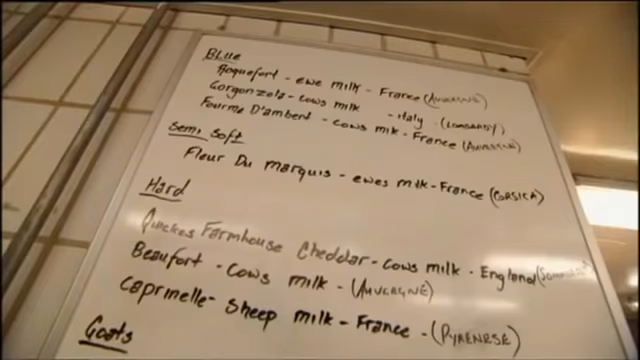 BLUE
Roquefort - ewe milk - France (AUVERGNE)
Gorgonzola - cows milk - Italy (LOMBARDY)
Fourme D'ambert - cows milk - France (AUVERGNE)
Semi Soft
Fleur Du marquis - ewes milk - France (CORSICA)
Hard
Quickes Farmhouse Cheddar - cows milk - England
Beaufort - cows milk - (AUVERGNE)
Caprinelle - Sheep milk - France - (PYRENESE)
Goats